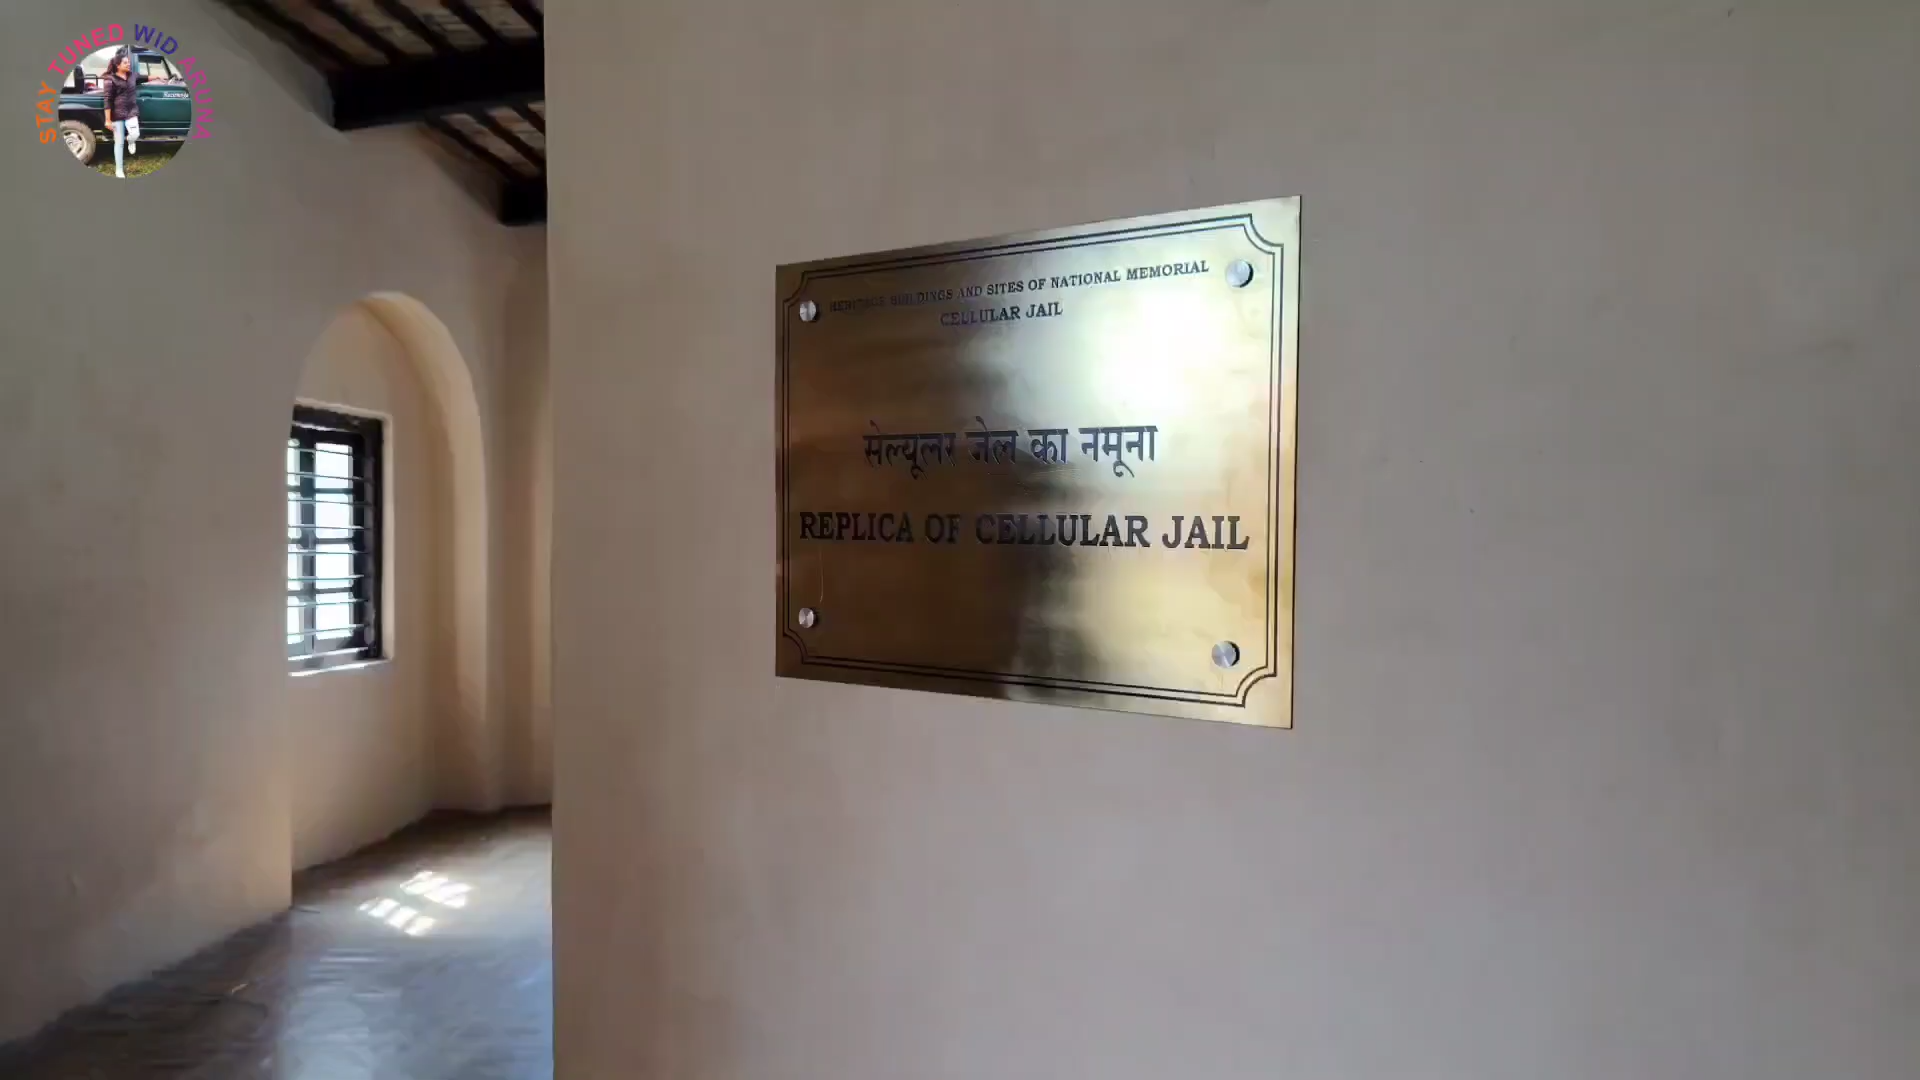 STAY TUNED WID ARUNA
HERITAGE BUILDINGS AND SITES OF NATIONAL MEMORIAL
CELLULAR JAIL
सेल्यूलर जेल का नमूना
REPLICA OF CELLULAR JAIL